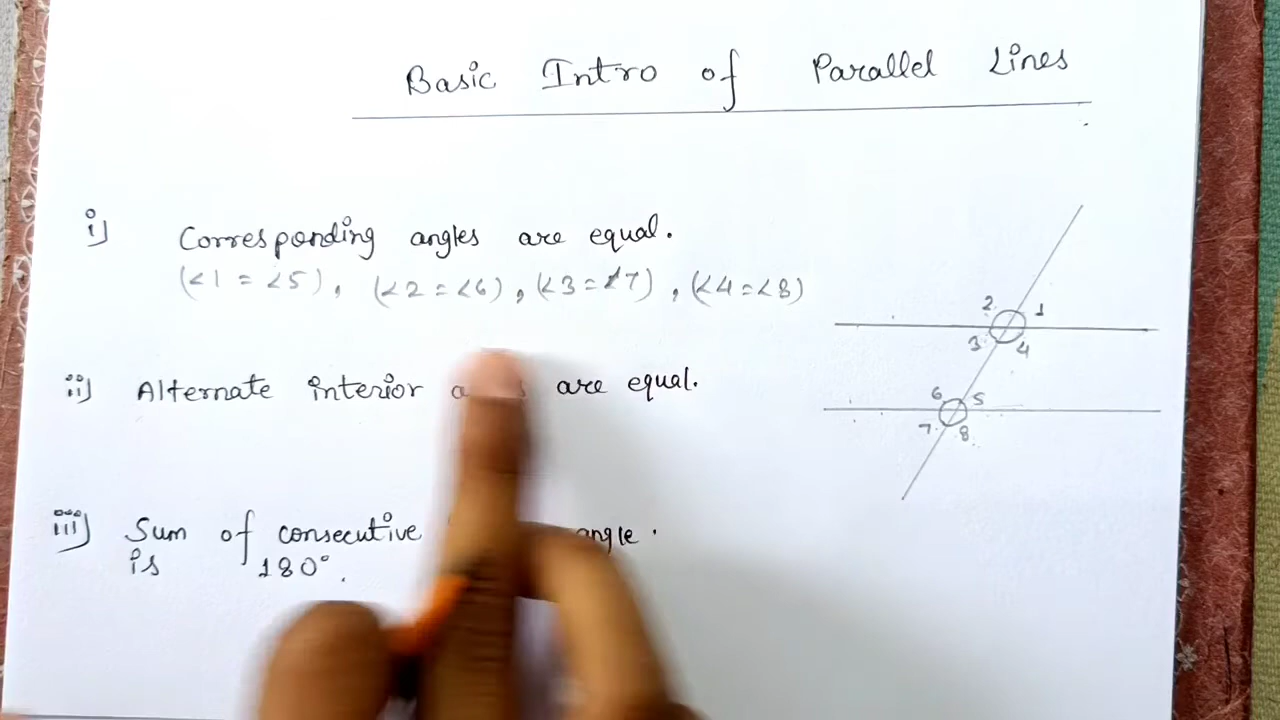 Basic Intro of Parallel Lines
i) Corresponding angles are equal.
(<1 = <5), (<2 = <6), (<3 = <7), (<4 = <8)
2 1
3 4
ii) Alternate interior are equal.
6 5
7 8
iii) Sum of consecutive angle.
is 180°.